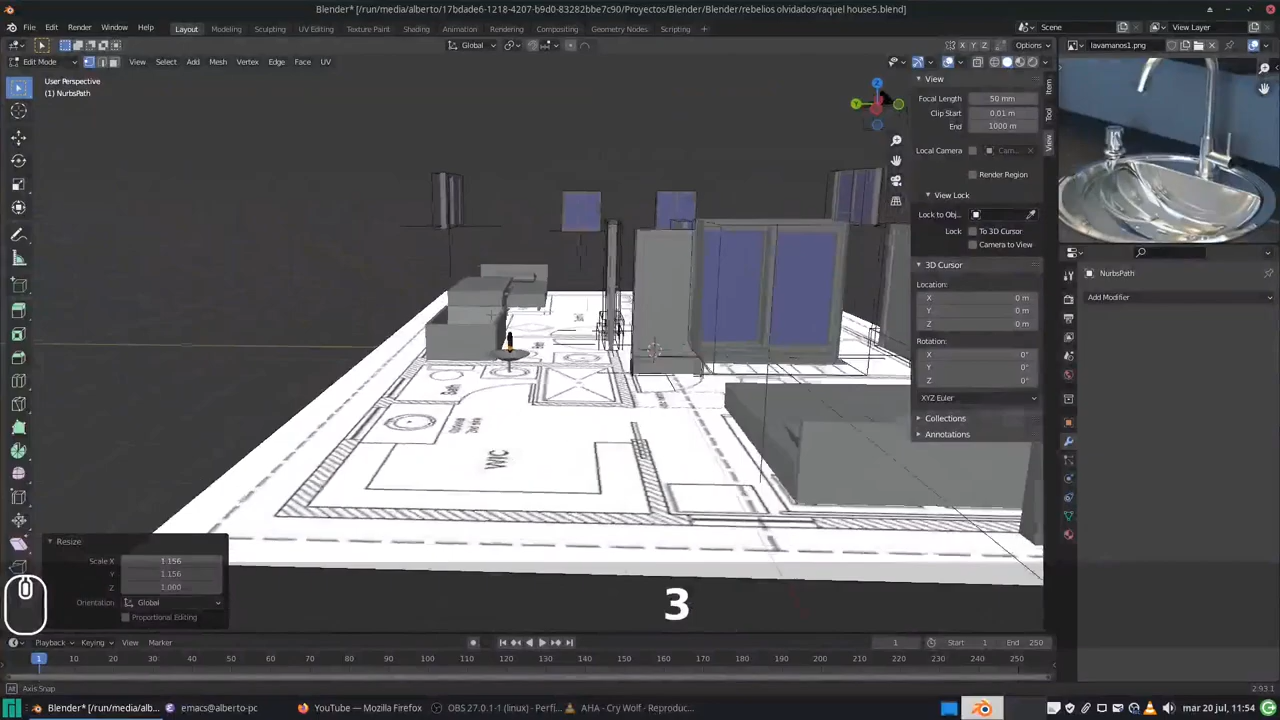 Blender* [/run/media/alberto/17bdade6-1218-4207-b9d0-83282bbe7c90/Proyectos/Blender/Blender/rebelios olvidados/raquel house5.blend]
File Edit Render Window Help Layout Modeling Sculpting UV Editing Texture Paint Shading Animation Rendering Compositing Geometry Nodes Scripting + Scene View Layer
Global X Y Z Options lavamanos1.png
Edit Mode View Select Add Mesh Vertex Edge Face UV
User Perspective
(1) NurbsPath
View
Focal Length 50 mm
Clip Start 0.01 m
End 1000 m
Local Camera Cam...
Render Region
View Lock
Lock to Obj...
Lock: To 3D Cursor
Camera to View
3D Cursor
Location:
X 0 m
Y 0 m
Z 0 m
Rotation:
X 0°
Y 0°
Z 0°
XYZ Euler
Collections
Annotations
Item
Tool
View
Z
Y
NurbsPath
Add Modifier
WIC
Resize
Scale X 1.156
Y 1.156
Z 1.000
Orientation: Global
Proportional Editing
3
Playback Keying View Marker 1 Start 1 End 250
1 10 20 30 40 50 60 70 80 90 100 110 120 130 140 150 160 170 180 190 200 210 220 230 240 250
Axis Snap 2.93.1
Blender* [/run/media/alb... emacs@alberto-pc YouTube — Mozilla Firefox OBS 27.0.1-1 (linux) - Perfi... AHA - Cry Wolf - Reproduc... mar 20 jul, 11:54